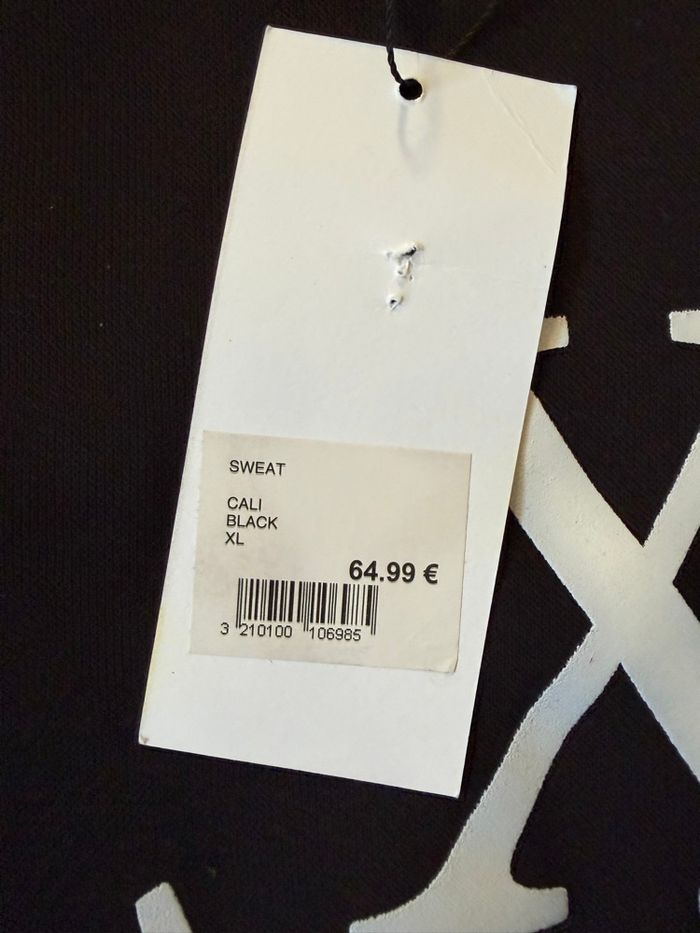 SWEAT
CALI
BLACK
XL
64.99 €
3 210100 106985